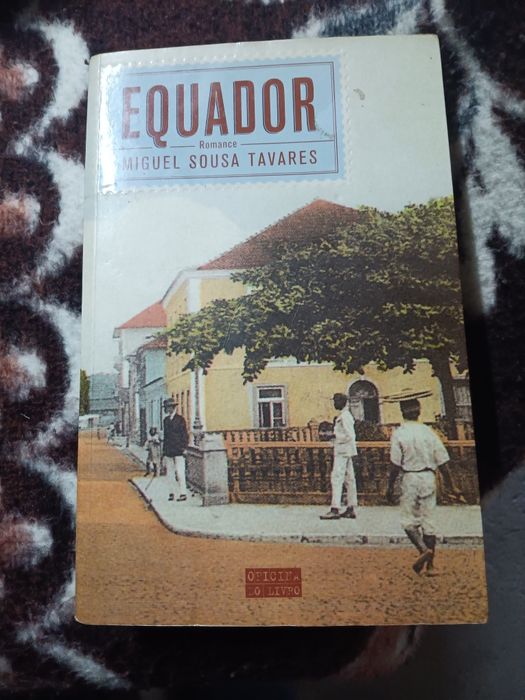 EQUADOR
Romance
MIGUEL SOUSA TAVARES
OFICINA
DO LIVRO